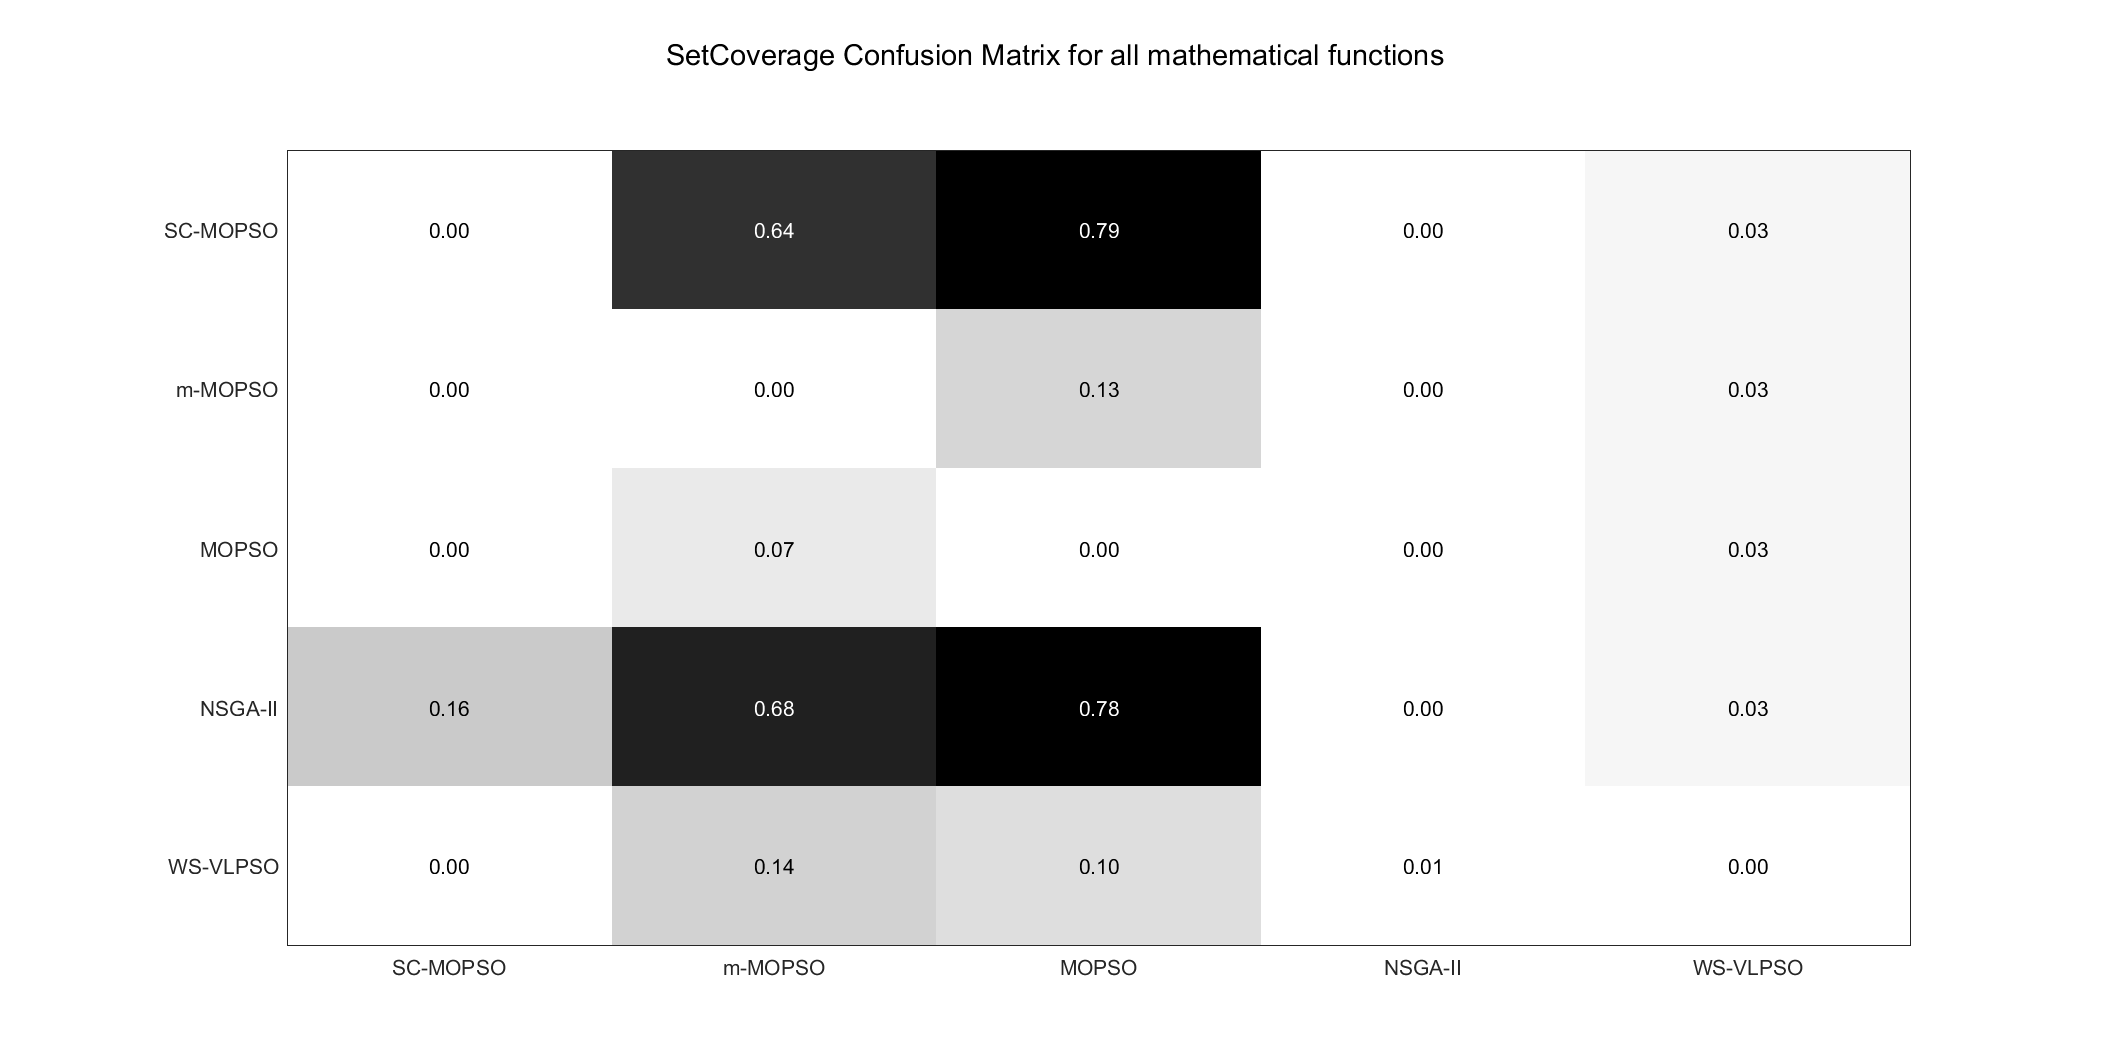 SetCoverage Confusion Matrix for all mathematical functions
SC-MOPSO 0.00 0.64 0.79 0.00 0.03
m-MOPSO 0.00 0.00 0.13 0.00 0.03
MOPSO 0.00 0.07 0.00 0.00 0.03
NSGA-II 0.16 0.68 0.78 0.00 0.03
WS-VLPSO 0.00 0.14 0.10 0.01 0.00
SC-MOPSO m-MOPSO MOPSO NSGA-II WS-VLPSO